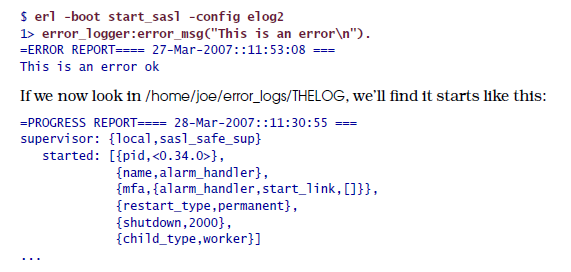 $ erl -boot start_sasl -config elog2
1> error_logger:error_msg("This is an error\n").
=ERROR REPORT==== 27-Mar-2007::11:53:08 ===
This is an error ok
If we now look in /home/joe/error_logs/THELOG, we'll find it starts like this:
=PROGRESS REPORT==== 28-Mar-2007::11:30:55 ===
supervisor: {local,sasl_safe_sup}
started: [{pid,<0.34.0>},
{name,alarm_handler},
{mfa,{alarm_handler,start_link,[]}},
{restart_type,permanent},
{shutdown,2000},
{child_type,worker}]
...